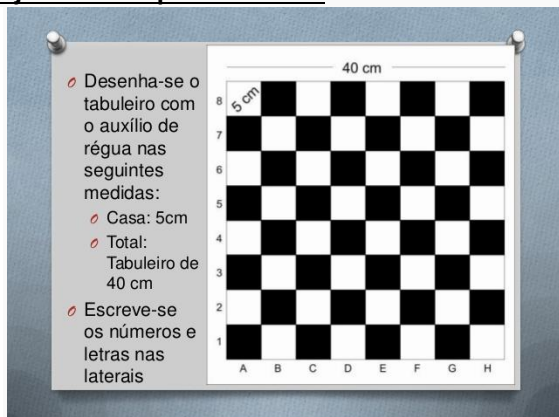 Desenha-se o
tabuleiro com
o auxílio de
régua nas
seguintes
medidas:
Casa: 5cm
Total:
Tabuleiro de
40 cm
Escreve-se
os números e
letras nas
laterais
40 cm
5 cm
8
7
6
5
4
3
2
1
A B C D E F G H